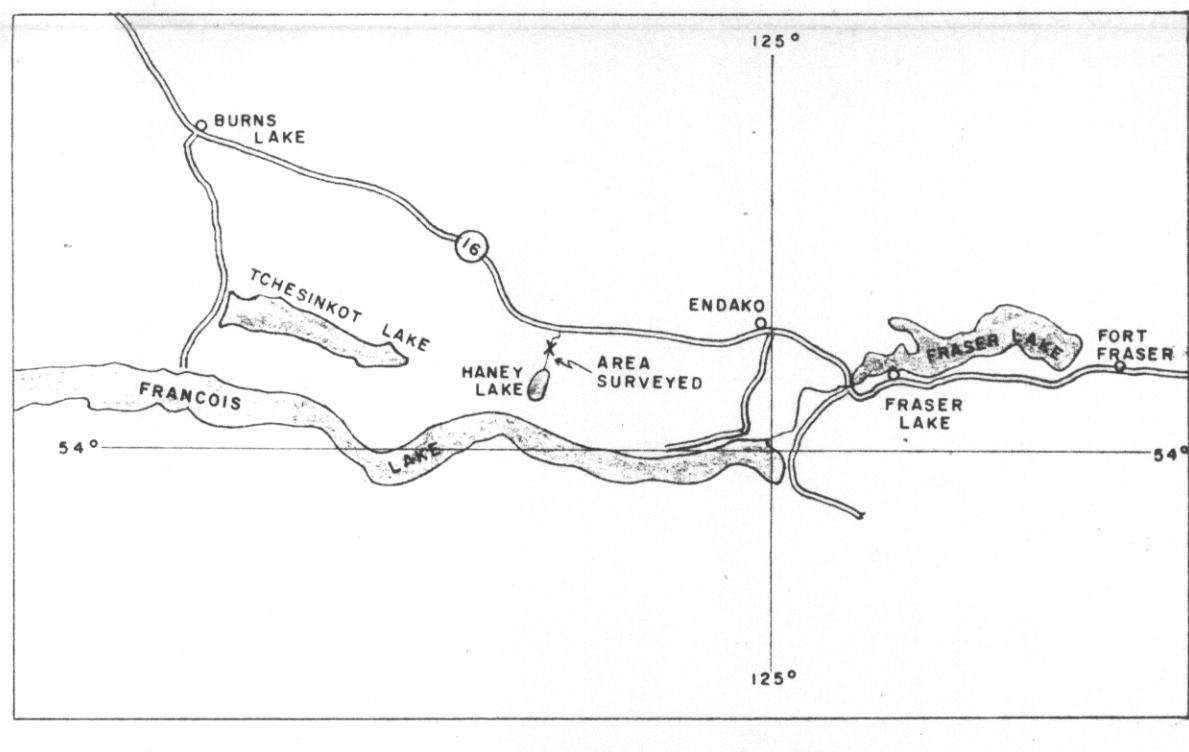 125°
BURNS
LAKE
16
TCHESINKOT LAKE
ENDAKO
FRASER LAKE
FORT
FRASER
HANEY
LAKE
AREA
SURVEYED
FRANCOIS
LAKE
FRASER
LAKE
54°
54°
125°